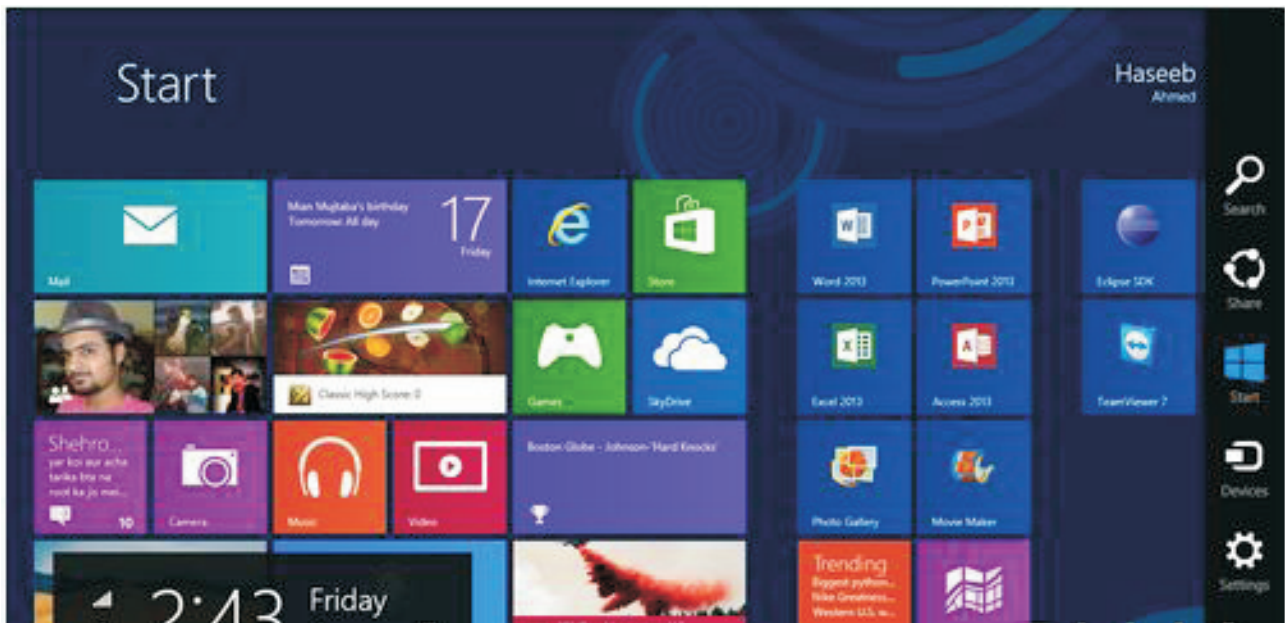 Start
Haseeb
Ahmed
Search
Share
Start
Devices
Settings
Mail
Mian Mujtaba's birthday
Tomorrow: All day
17
Friday
Internet Explorer
Store
Classic High Score: 0
Games
SkyDrive
Shehro...
yar koi aur acha
tarika bta na
root ka jo mei...
10
Camera
Music
Video
Boston Globe - Johnson-'Hard Knocks'
Word 2013
PowerPoint 2013
Excel 2013
Access 2013
Photo Gallery
Movie Maker
Eclipse SDK
TeamViewer 7
Trending
Biggest python...
Nike Greatness...
Western U.S. w...
2:43
Friday